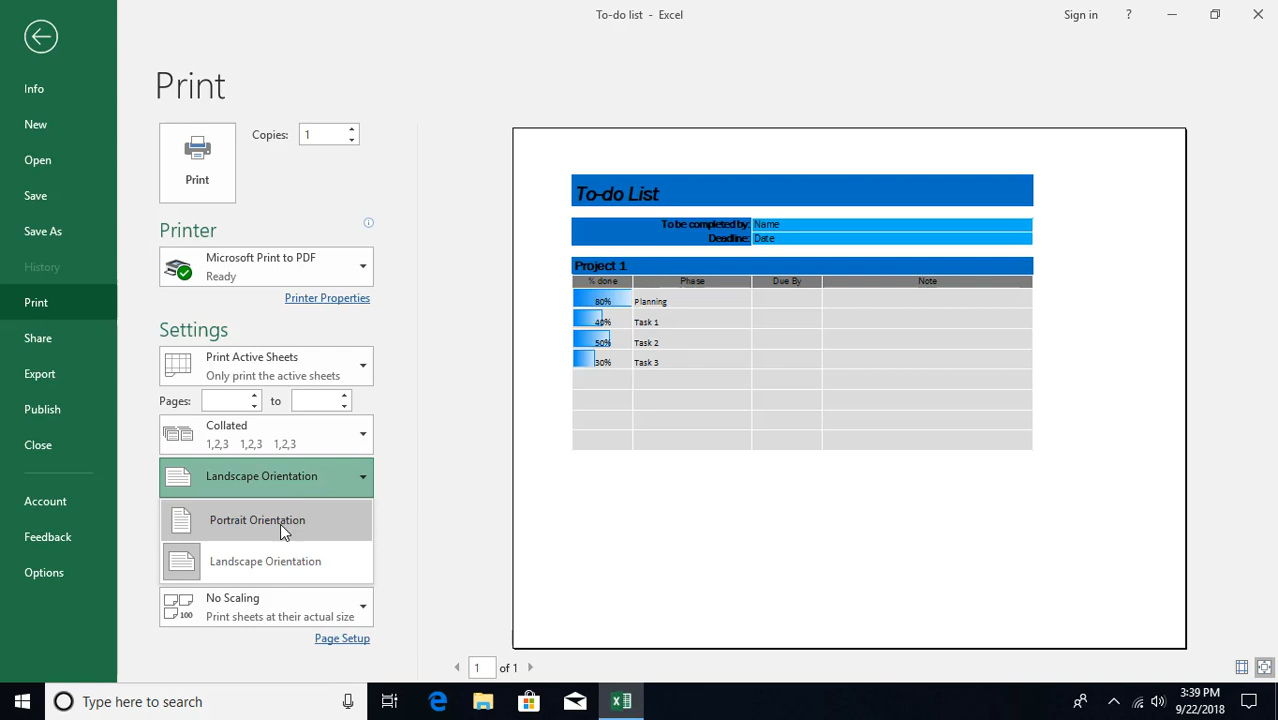 To-do list - Excel
Sign in
?
Info
New
Open
Save
Save As
History
Print
Share
Export
Publish
Close
Account
Feedback
Options
Print
Print
Copies: 1
Printer
Microsoft Print to PDF
Ready
Printer Properties
Settings
Print Active Sheets
Only print the active sheets
Pages: to
Collated
1,2,3 1,2,3 1,2,3
Landscape Orientation
Portrait Orientation
Landscape Orientation
No Scaling
100 Print sheets at their actual size
Page Setup
To-do List
To be completed by: Name
Deadline: Date
Project 1
% done Phase Due By Note
80% Planning
40% Task 1
50% Task 2
30% Task 3
1 of 1
Type here to search
3:39 PM
9/22/2018